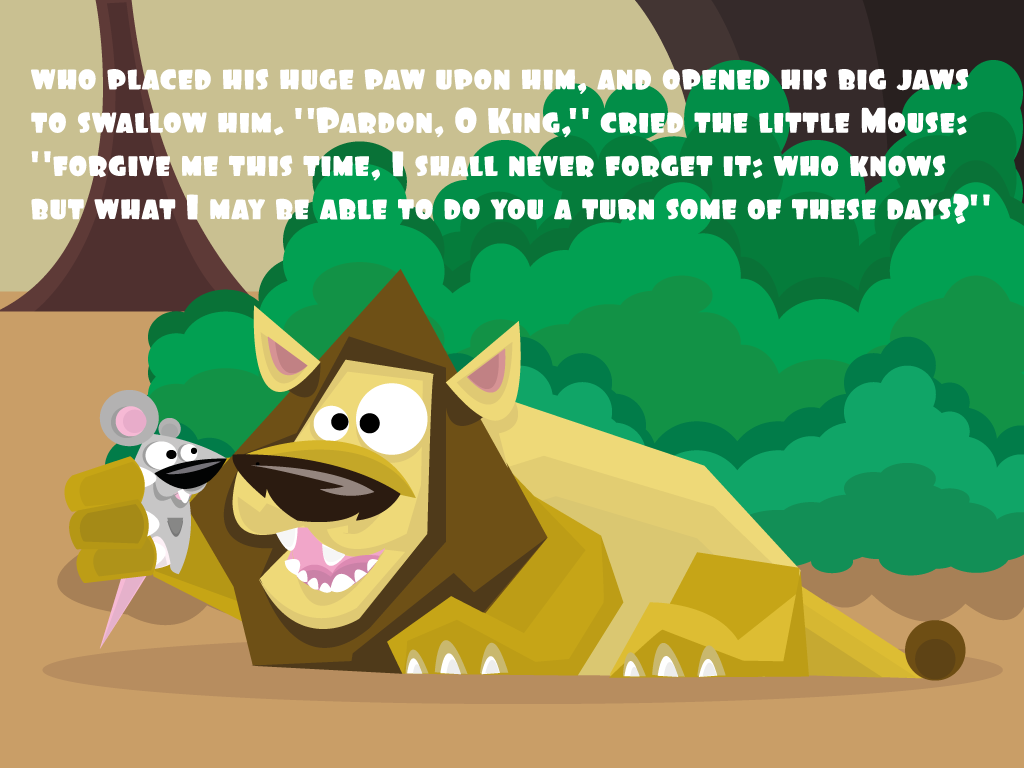 WHO PLACED HIS HUGE PAW UPON HIM, AND OPENED HIS BIG JAWS
TO SWALLOW HIM. "PARDON, O KING," CRIED THE LITTLE MOUSE:
"FORGIVE ME THIS TIME, I SHALL NEVER FORGET IT: WHO KNOWS
BUT WHAT I MAY BE ABLE TO DO YOU A TURN SOME OF THESE DAYS?"